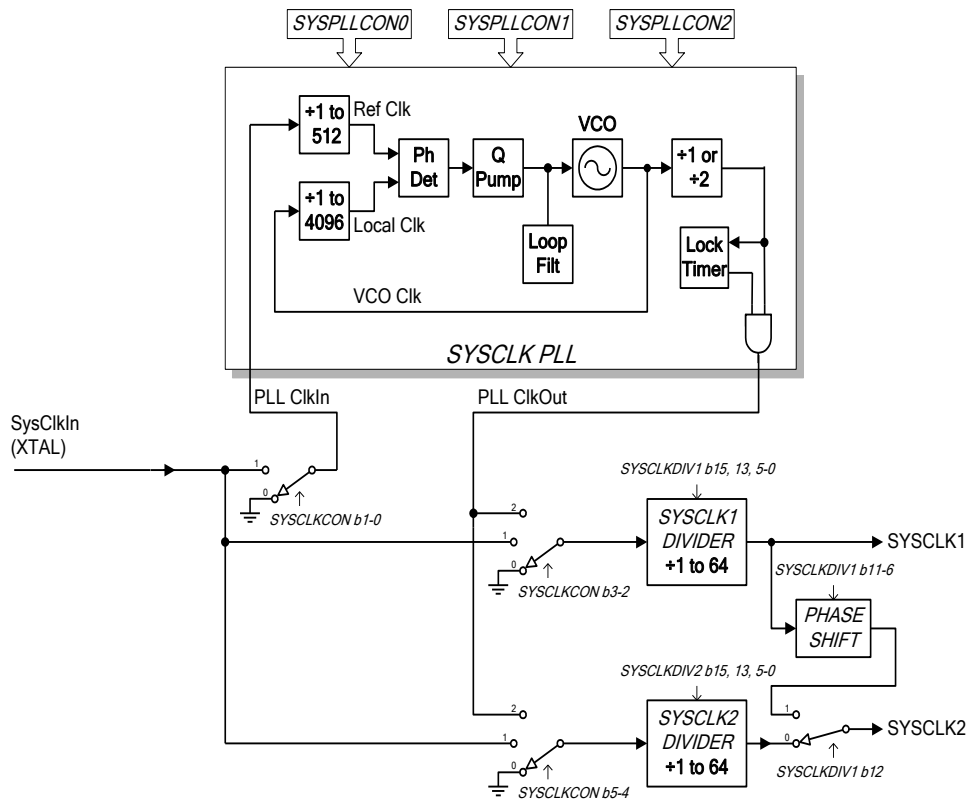 SYSPLLCON0
SYSPLLCON1
SYSPLLCON2
÷1 to
512
Ref Clk
÷1 to
4096
Local Clk
Ph
Det
Q
Pump
VCO
÷1 or
÷2
Loop
Filt
Lock
Timer
VCO Clk
SYSCLK PLL
PLL ClkIn
PLL ClkOut
SysClkIn
(XTAL)
1
0
SYSCLKCON b1-0
2
1
0
SYSCLKCON b3-2
SYSCLKDIV1 b15, 13, 5-0
SYSCLK1
DIVIDER
÷1 to 64
SYSCLK1
SYSCLKDIV1 b11-6
PHASE
SHIFT
2
1
0
SYSCLKCON b5-4
SYSCLKDIV2 b15, 13, 5-0
SYSCLK2
DIVIDER
÷1 to 64
1
0
SYSCLK2
SYSCLKDIV1 b12